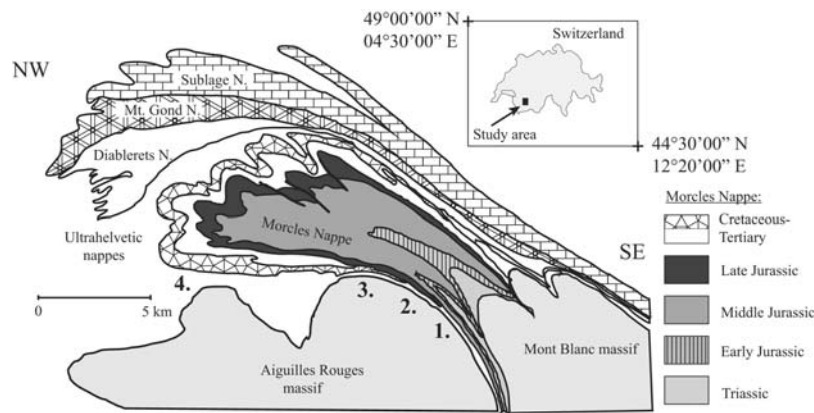 49°00'00" N
04°30'00" E
Switzerland
Study area
44°30'00" N
12°20'00" E
NW
Sublage N.
Mt. Gond N.
Diablerets N.
Ultrahelvetic
nappes
Morcles Nappe
SE
4.
3.
2.
1.
0
5 km
Aiguilles Rouges
massif
Mont Blanc massif
Morcles Nappe:
Cretaceous-
Tertiary
Late Jurassic
Middle Jurassic
Early Jurassic
Triassic